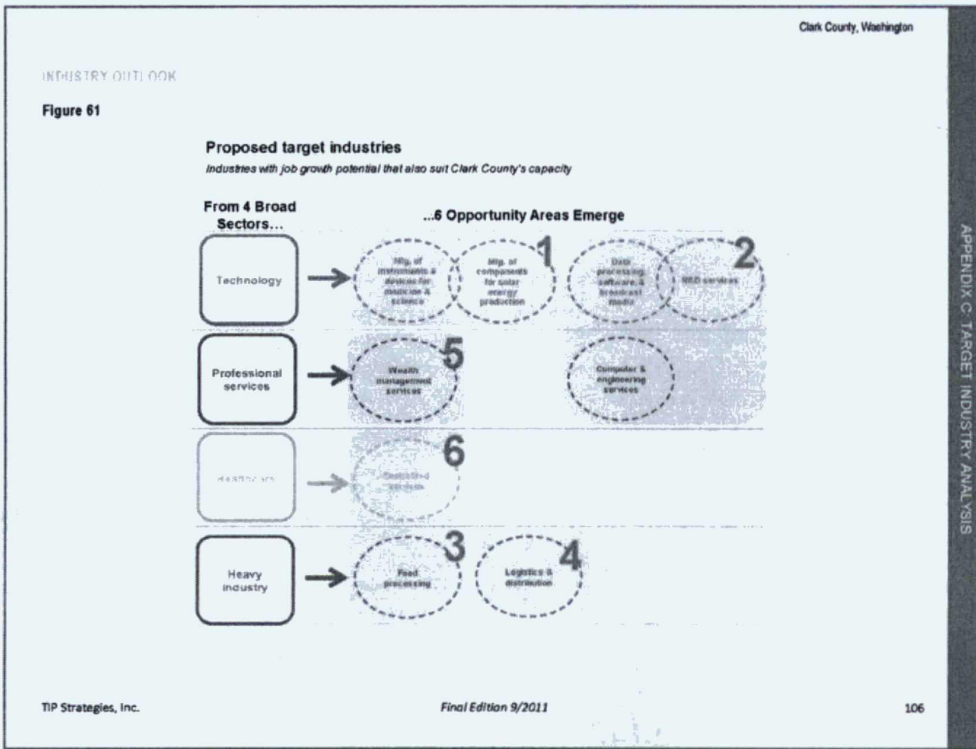 Clark County, Washington
INDUSTRY OUTLOOK
Figure 61
Proposed target industries
Industries with job growth potential that also suit Clark County's capacity
From 4 Broad
Sectors...
...6 Opportunity Areas Emerge
Technology
Mfg. of
instruments &
devices for
medicine &
science
1
Mfg. of
components
for solar
energy
production
Data
processing,
software, &
broadcast
media
2
R&D services
Professional
services
5
Wealth
management
services
Computer &
engineering
services
Healthcare
6
services
Heavy
industry
3
Food
processing
4
Logistics &
distribution
TIP Strategies, Inc.
Final Edition 9/2011
106
APPENDIX C TARGET INDUSTRY ANALYSIS